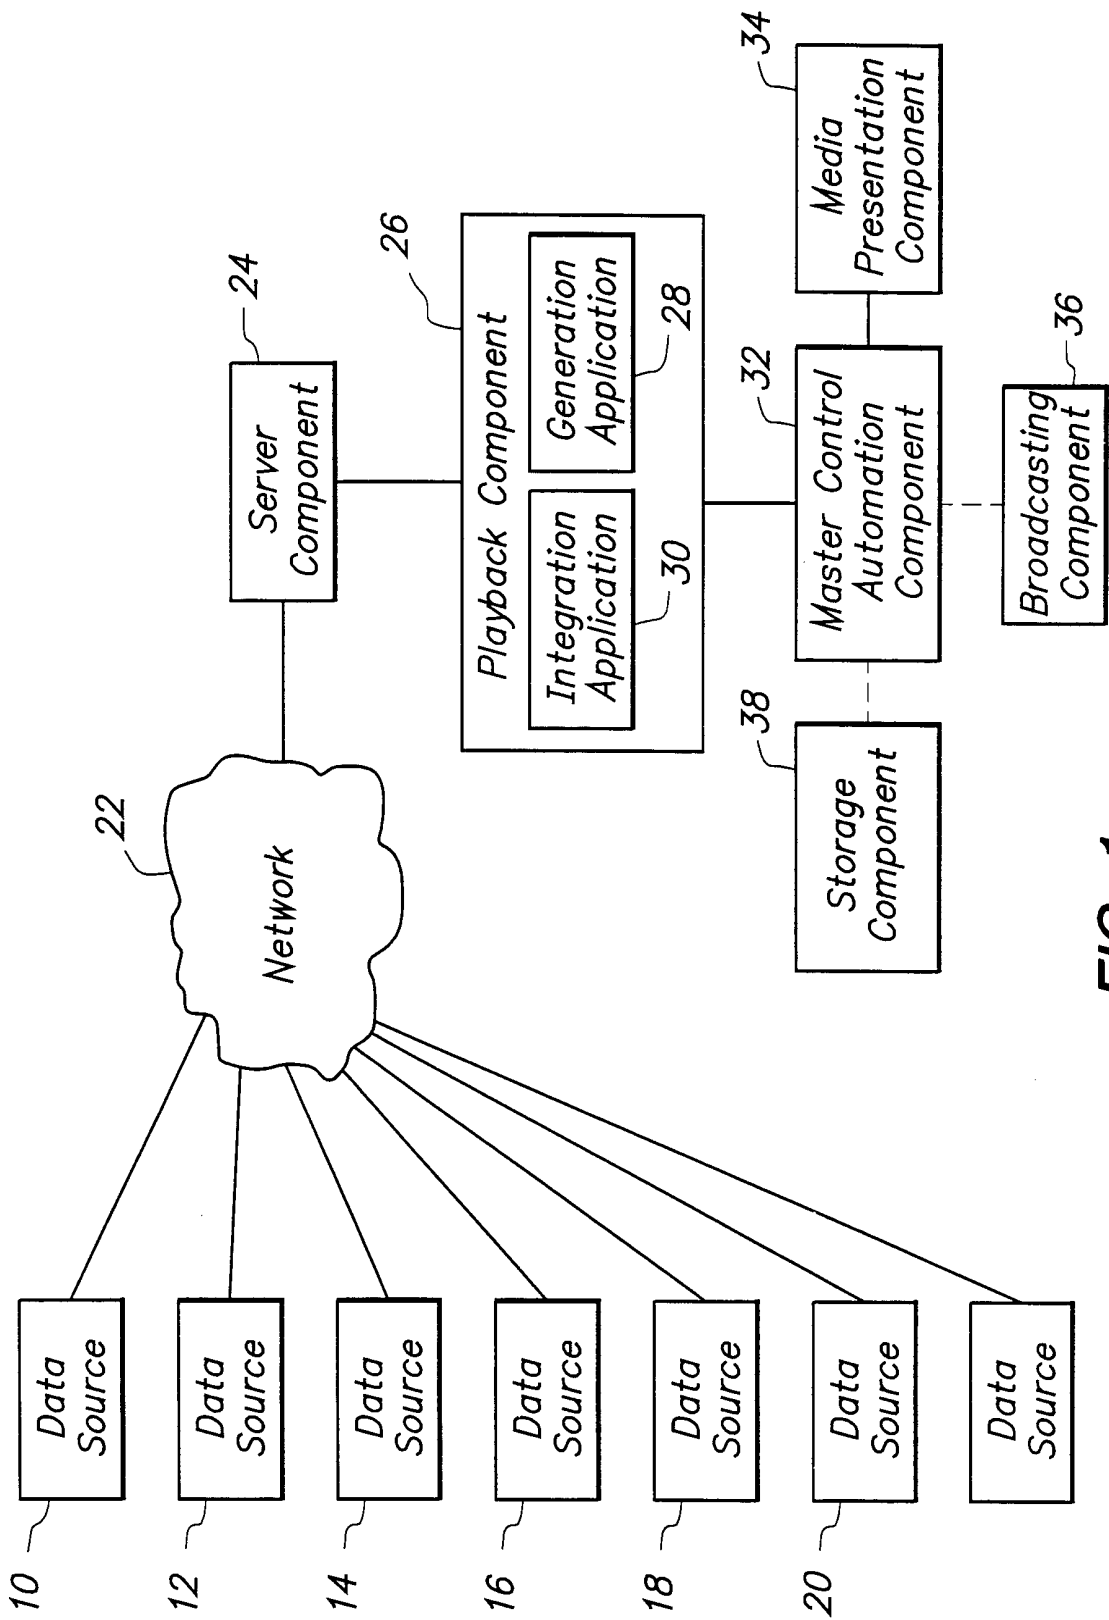 10
Data
Source
12
Data
Source
14
Data
Source
16
Data
Source
18
Data
Source
20
Data
Source
Data
Source
22
Network
24
Server
Component
26
Playback Component
Integration
Application
30
Generation
Application
28
32
Master Control
Automation
Component
34
Media
Presentation
Component
38
Storage
Component
36
Broadcasting
Component
FIG. 1